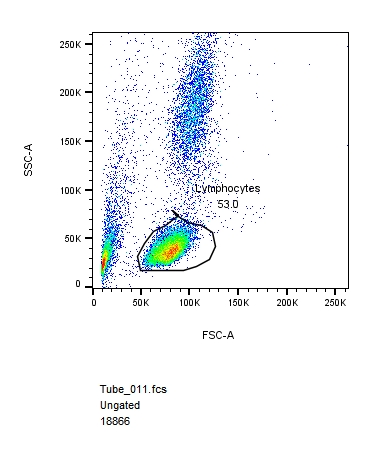 250K
200K
150K
100K
50K
0
SSC-A
Lymphocytes
53.0
0 50K 100K 150K 200K 250K
FSC-A
Tube_011.fcs
Ungated
18866